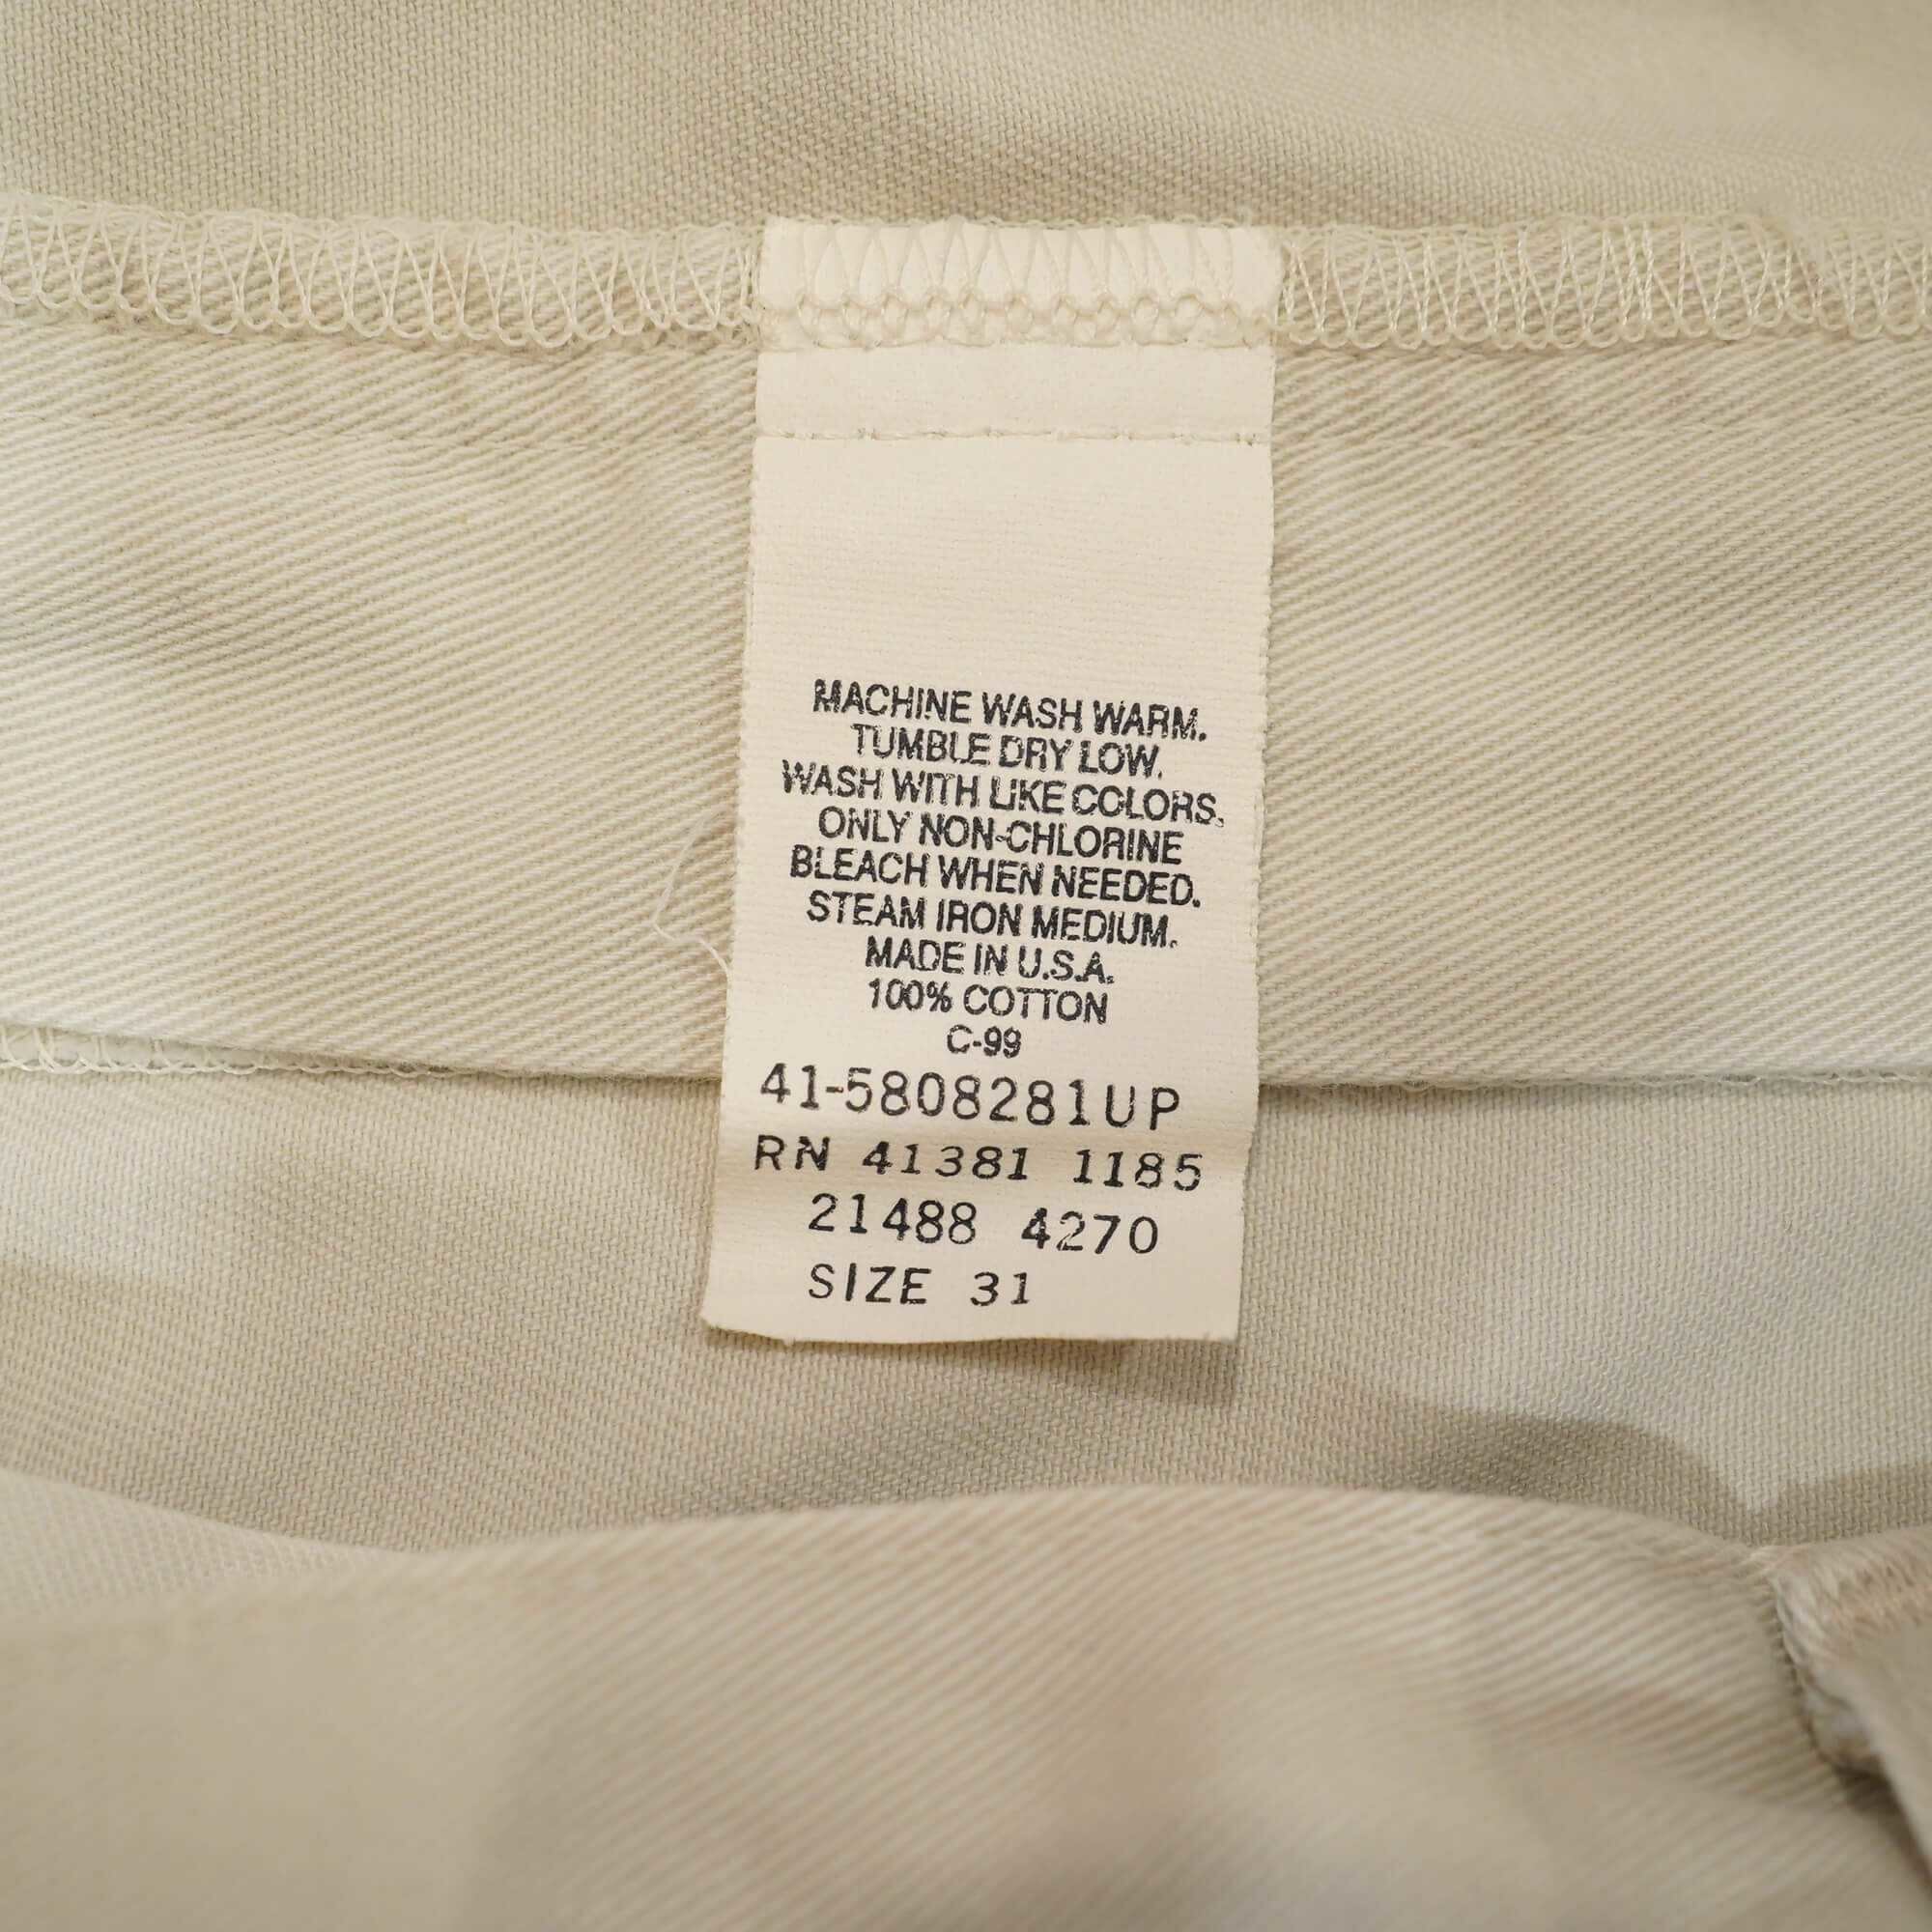 MACHINE WASH WARM.
TUMBLE DRY LOW.
WASH WITH LIKE COLORS.
ONLY NON-CHLORINE
BLEACH WHEN NEEDED.
STEAM IRON MEDIUM.
MADE IN U.S.A.
100% COTTON
C-99
41-5808281UP
RN 41381 1185
21488 4270
SIZE 31